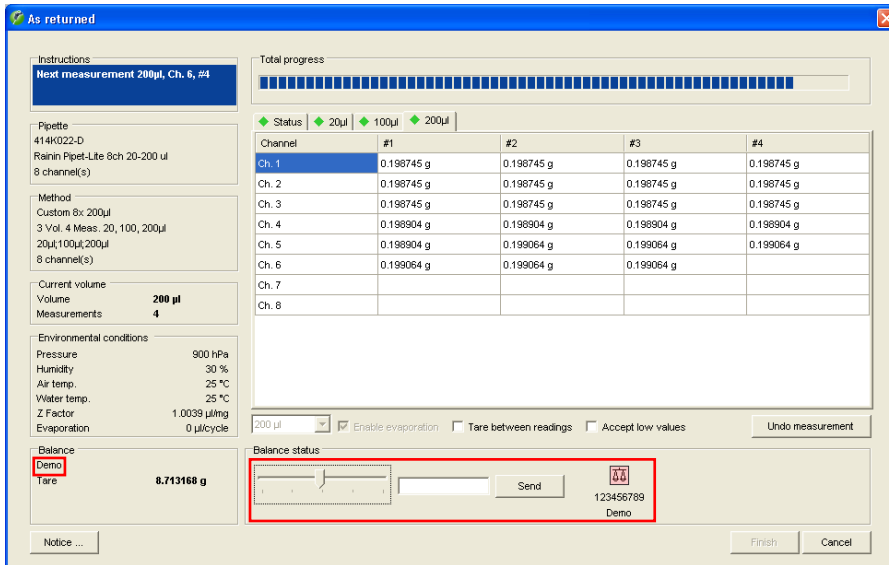 As returned
Instructions
Next measurement 200µl, Ch. 6, #4
Total progress
Pipette
414K022-D
Rainin Pipet-Lite 8ch 20-200 ul
8 channel(s)
Method
Custom 8x 200µl
3 Vol. 4 Meas. 20, 100, 200µl
20µl;100µl;200µl
8 channel(s)
Current volume
Volume 200 µl
Measurements 4
Environmental conditions
Pressure 900 hPa
Humidity 30 %
Air temp. 25 °C
Water temp. 25 °C
Z Factor 1.0039 µl/mg
Evaporation 0 µl/cycle
Balance
Demo
Tare 8.713168 g
Status 20µl 100µl 200µl
Channel #1 #2 #3 #4
Ch. 1 0.198745 g 0.198745 g 0.198745 g 0.198745 g
Ch. 2 0.198745 g 0.198745 g 0.198745 g 0.198745 g
Ch. 3 0.198745 g 0.198745 g 0.198745 g 0.198745 g
Ch. 4 0.198904 g 0.198904 g 0.198904 g 0.198904 g
Ch. 5 0.198904 g 0.199064 g 0.199064 g 0.199064 g
Ch. 6 0.199064 g 0.199064 g 0.199064 g
Ch. 7
Ch. 8
200 µl Enable evaporation Tare between readings Accept low values Undo measurement
Balance status
Send
123456789
Demo
Notice ... Finish Cancel